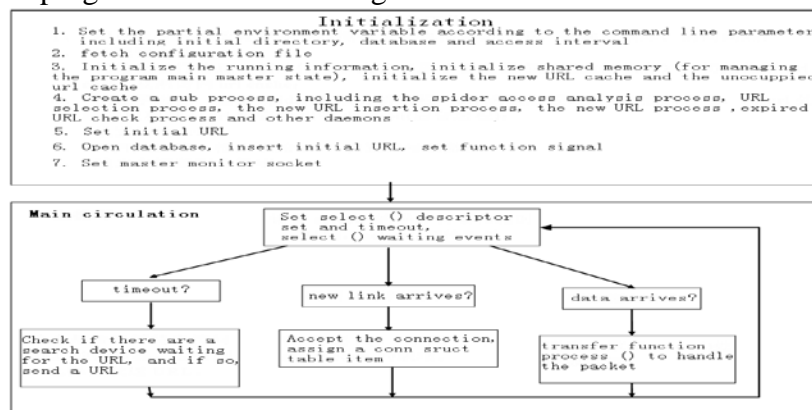 Initialization
1. Set the partial environment variable according to the command line parameter
including initial directory, database and access interval
2. fetch configuration file
3. Initialize the running information, initialize shared memory (for managing
the program main master state), initialize the new URL cache and the unoccupied
url cache
4. Create a sub process, including the spider access analysis process, URL
selection process, the new URL insertion process, the new URL process ,expired
URL check process and other daemons
5. Set initial URL
6. Open database, insert initial URL, set function signal
7. Set master monitor socket
Main circulation
Set select () descriptor
set and timeout,
select () waiting events
timeout?
new link arrives?
data arrives?
Check if there are a
search device waiting
for the URL, and if so,
send a URL
Accept the connection,
assign a conn sruct
table item
transfer function
process () to handle
the packet